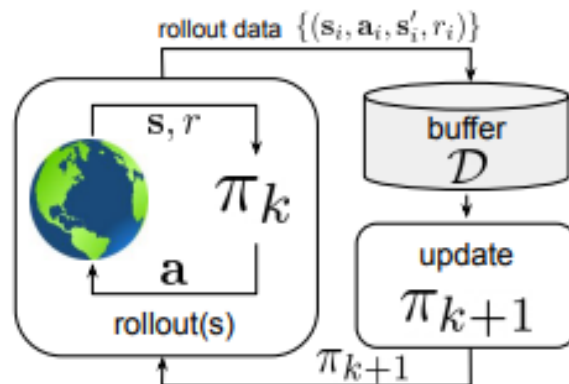 rollout data {(s_i, a_i, s'_i, r_i)}
s, r
π_k
a
rollout(s)
buffer
𝒟
update
π_{k+1}
π_{k+1}